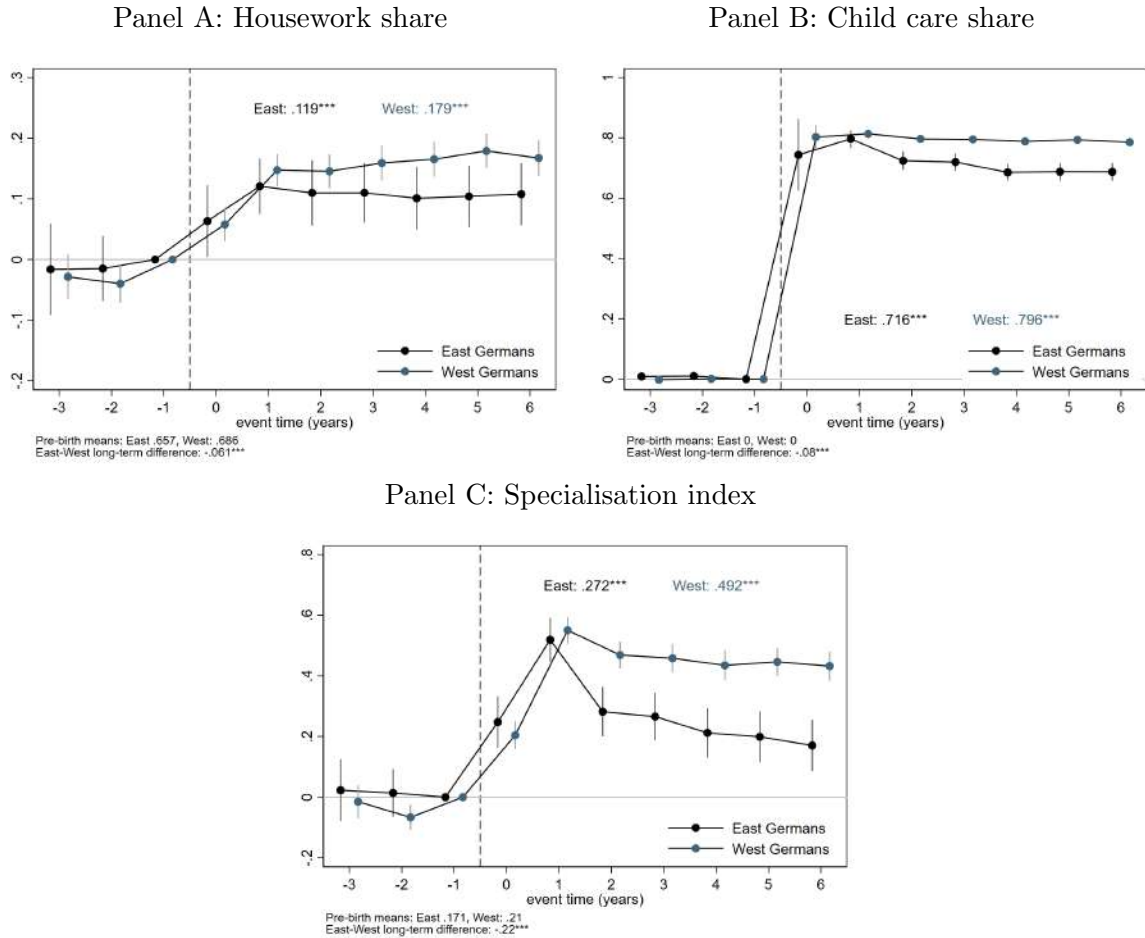 Panel A: Housework share
.3
.2
.1
0
-.1
-.2
East: .119***
West: .179***
East Germans
West Germans
-3 -2 -1 0 1 2 3 4 5 6
event time (years)
Pre-birth means: East .657, West: .686
East-West long-term difference: -.061***
Panel B: Child care share
1
.8
.6
.4
.2
0
East: .716***
West: .796***
East Germans
West Germans
-3 -2 -1 0 1 2 3 4 5 6
event time (years)
Pre-birth means: East 0, West: 0
East-West long-term difference: -.08***
Panel C: Specialisation index
.8
.6
.4
.2
0
-.2
East: .272***
West: .492***
East Germans
West Germans
-3 -2 -1 0 1 2 3 4 5 6
event time (years)
Pre-birth means: East .171, West: .21
East-West long-term difference: -.22***